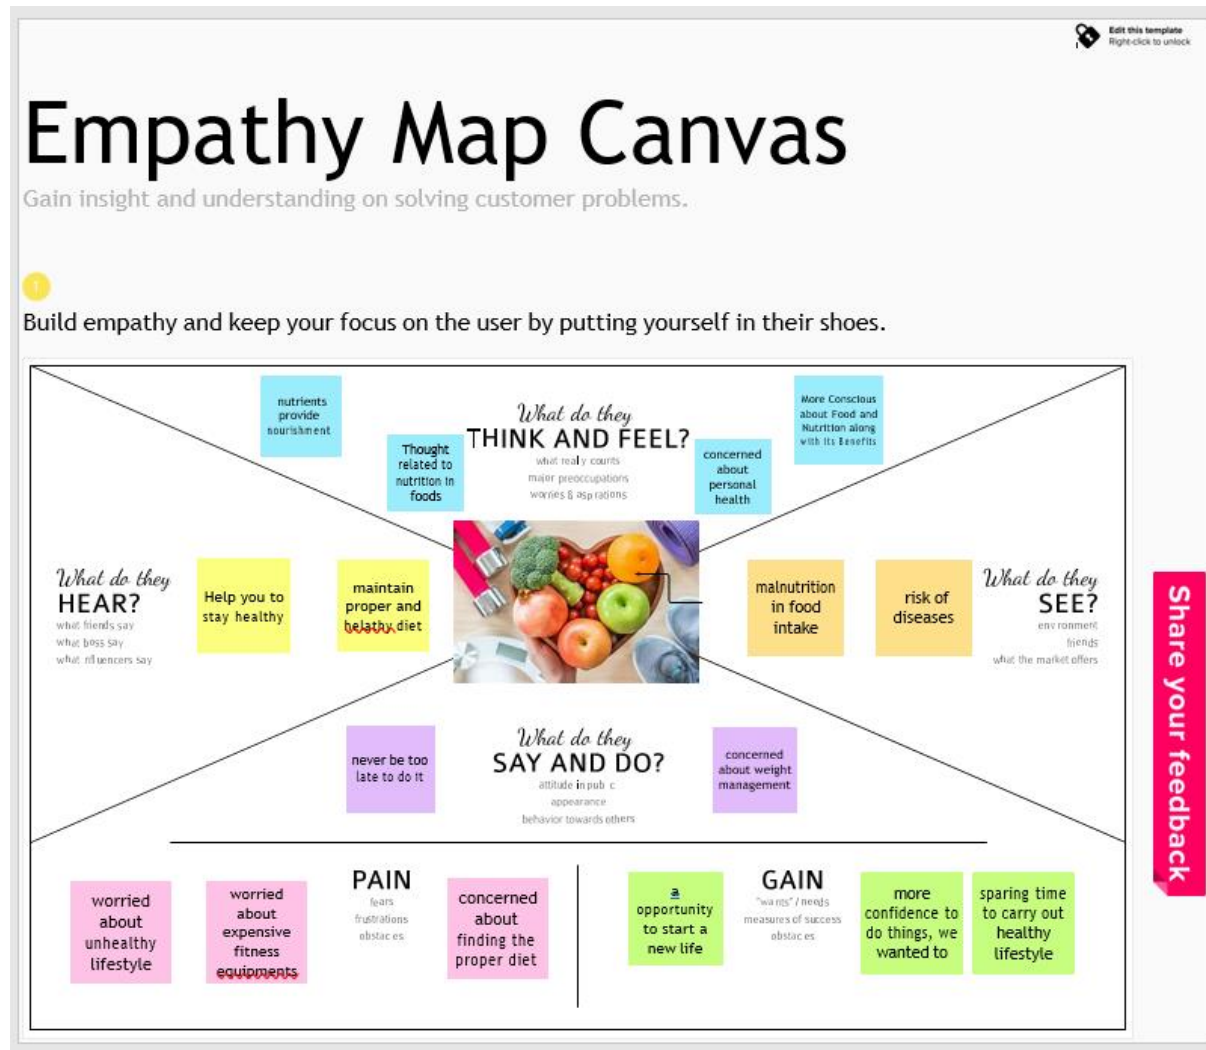 Edit this template
Right-click to unlock
Empathy Map Canvas
Gain insight and understanding on solving customer problems.
1
Build empathy and keep your focus on the user by putting yourself in their shoes.
nutrients
provide
nourishment
Thought
related to
nutrition in
foods
What do they
THINK AND FEEL?
what really counts
major preoccupations
worries & aspirations
concerned
about
personal
health
More Conscious
about Food and
Nutrition along
with its Benefits
What do they
HEAR?
what friends say
what boss say
what influencers say
Help you to
stay healthy
maintain
proper and
helathy diet
malnutrition
in food
intake
risk of
diseases
What do they
SEE?
environment
friends
what the market offers
never be too
late to do it
What do they
SAY AND DO?
attitude in public
appearance
behavior towards others
concerned
about weight
management
worried
about
unhealthy
lifestyle
worried
about
expensive
fitness
equipments
PAIN
fears
frustrations
obstacles
concerned
about
finding the
proper diet
a
opportunity
to start a
new life
GAIN
"wants" / needs
measures of success
obstacles
more
confidence to
do things, we
wanted to
sparing time
to carry out
healthy
lifestyle
Share your feedback